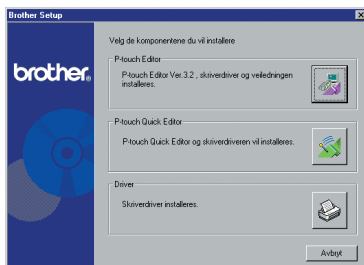 Brother Setup
Velg de komponentene du vil installere
brother.
P-touch Editor
P-touch Editor Ver.3.2 , skriverdriver og veiledningen
installeres.
P-touch Quick Editor
P-touch Quick Editor og skriverdriveren vil installeres.
Driver
Skriverdriver installeres.
Avbryt